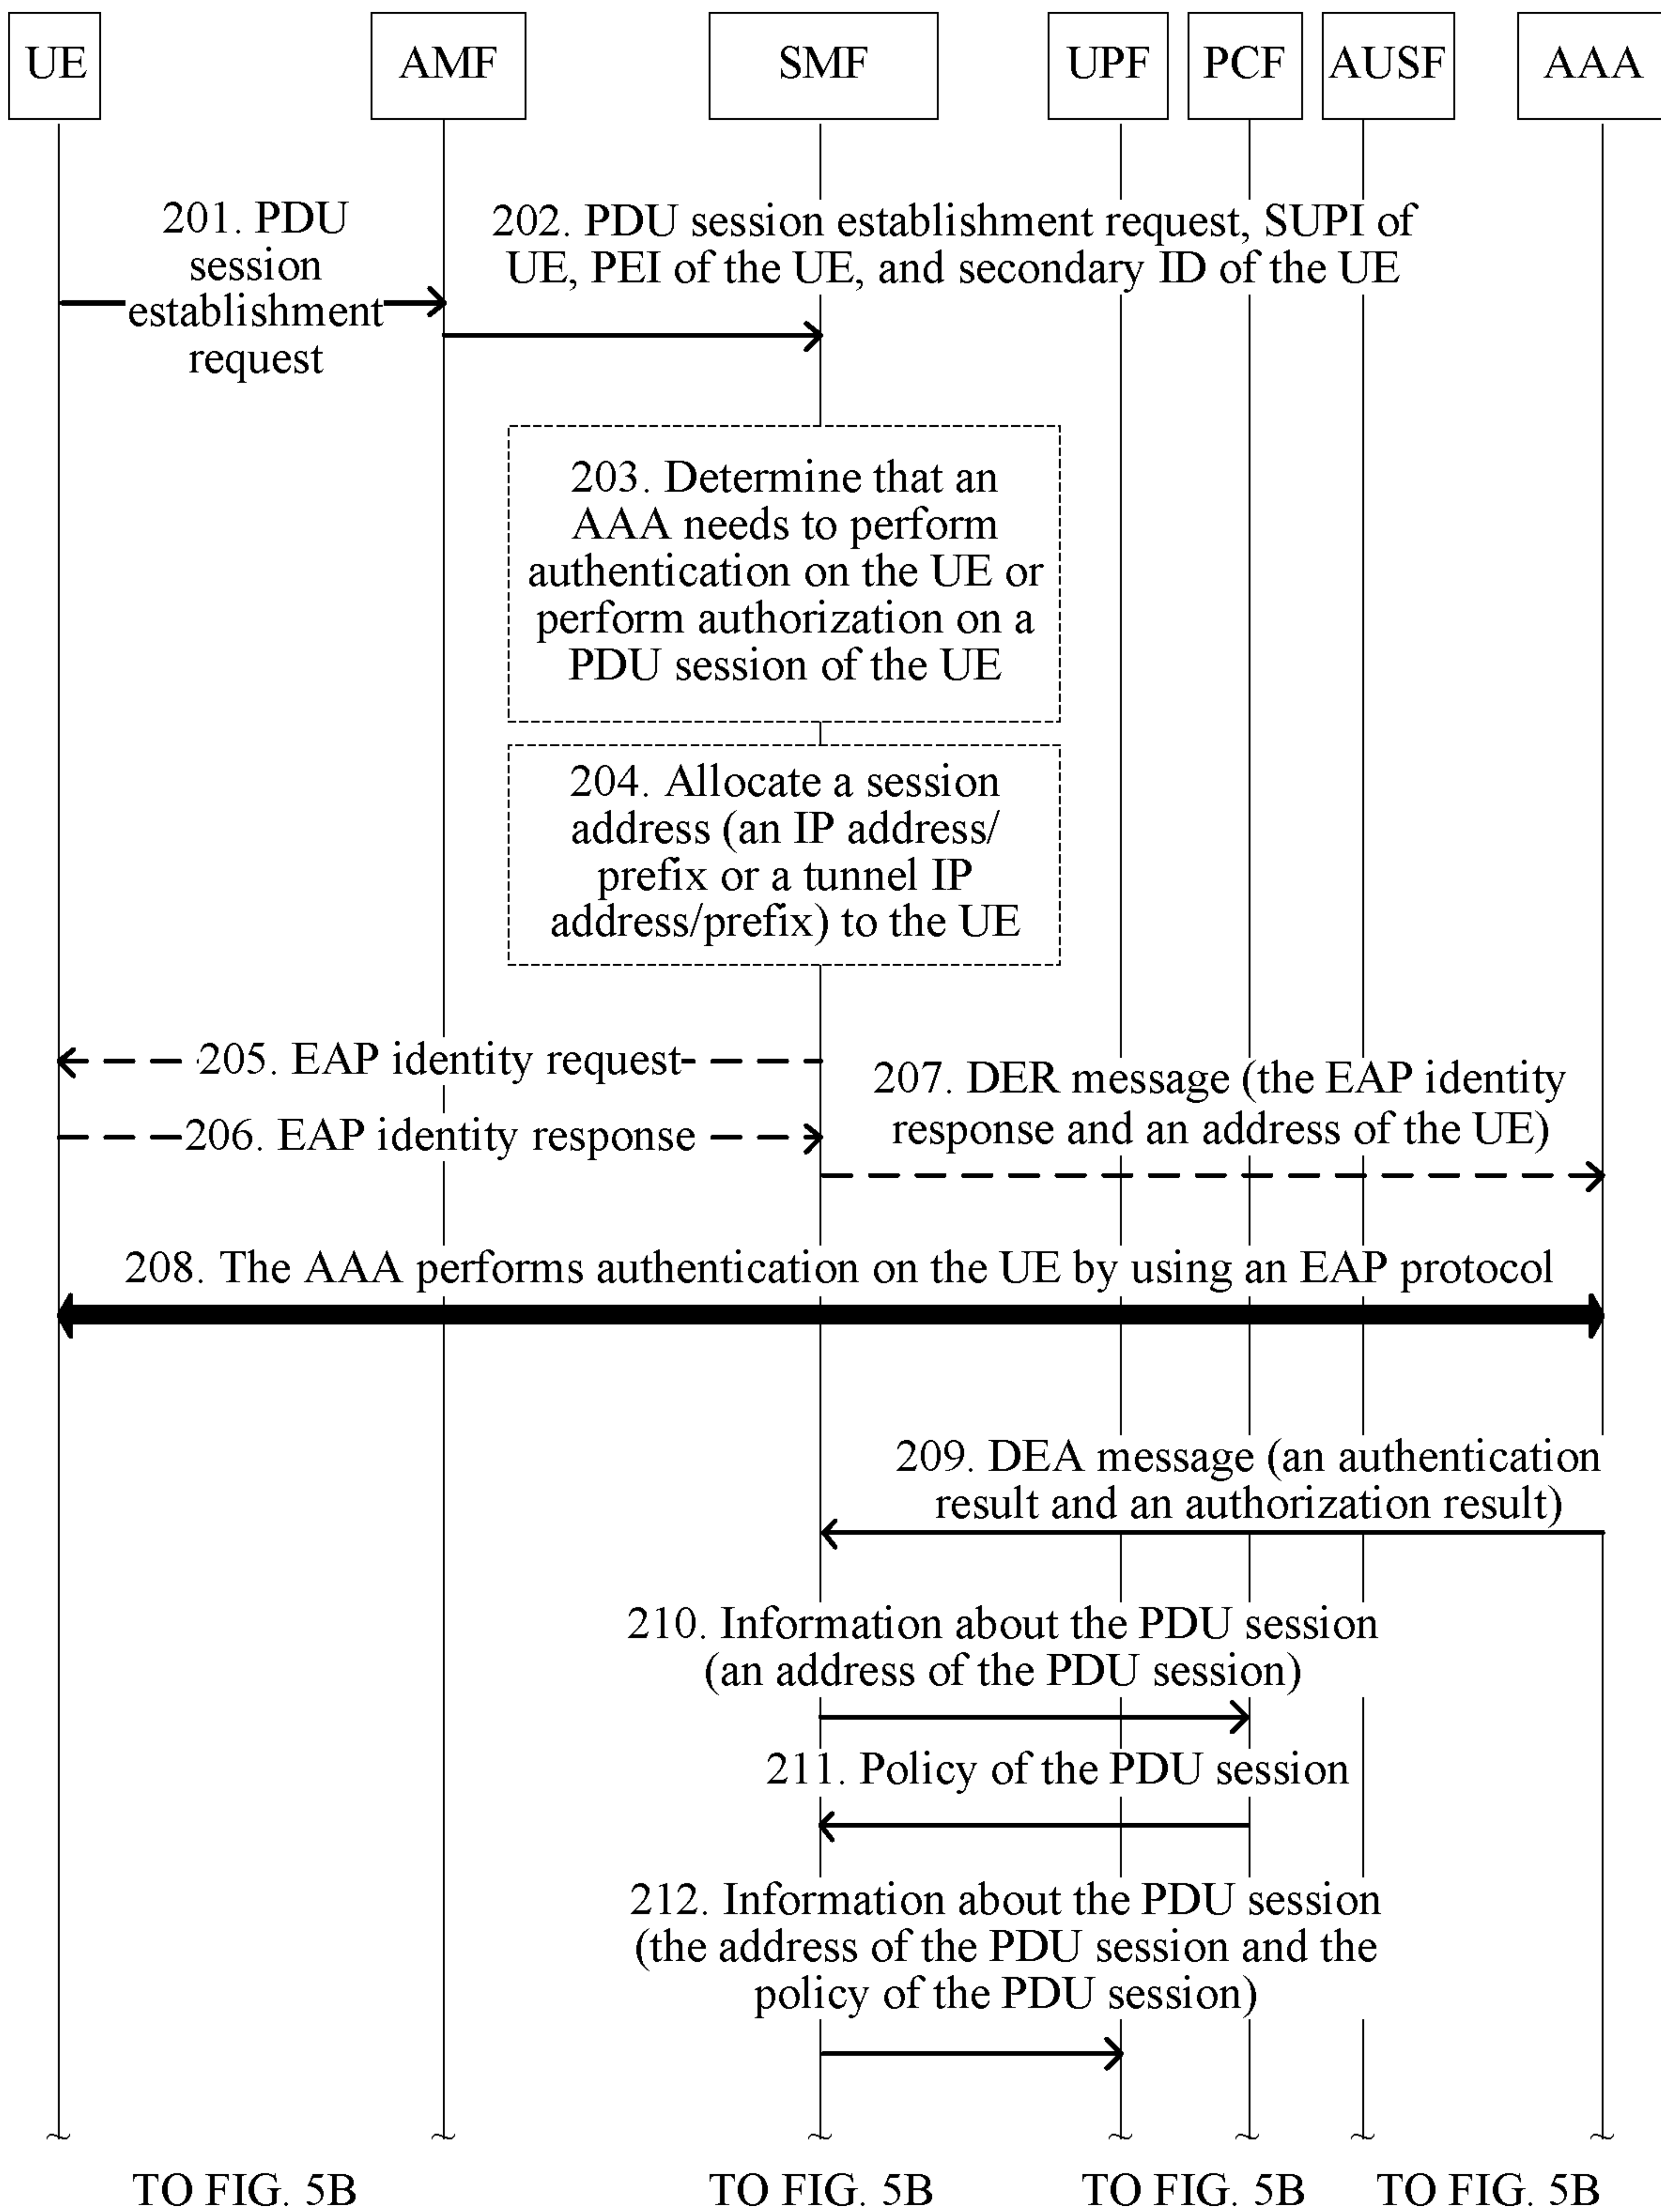 UE
AMF
SMF
UPF
PCF
AUSF
AAA
201. PDU
session
establishment
request
202. PDU session establishment request, SUPI of
UE, PEI of the UE, and secondary ID of the UE
203. Determine that an
AAA needs to perform
authentication on the UE or
perform authorization on a
PDU session of the UE
204. Allocate a session
address (an IP address/
prefix or a tunnel IP
address/prefix) to the UE
205. EAP identity request
206. EAP identity response
207. DER message (the EAP identity
response and an address of the UE)
208. The AAA performs authentication on the UE by using an EAP protocol
209. DEA message (an authentication
result and an authorization result)
210. Information about the PDU session
(an address of the PDU session)
211. Policy of the PDU session
212. Information about the PDU session
(the address of the PDU session and the
policy of the PDU session)
TO FIG. 5B
TO FIG. 5B
TO FIG. 5B
TO FIG. 5B